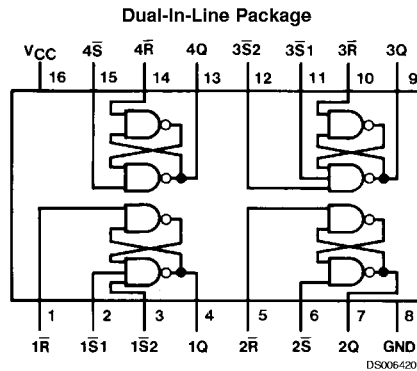 Dual-In-Line Package
VCC 4S̅ 4R̅ 4Q 3S̅2 3S̅1 3R̅ 3Q
16 15 14 13 12 11 10 9
1 2 3 4 5 6 7 8
1R̅ 1S̅1 1S̅2 1Q 2R̅ 2S̅ 2Q GND
DS006420